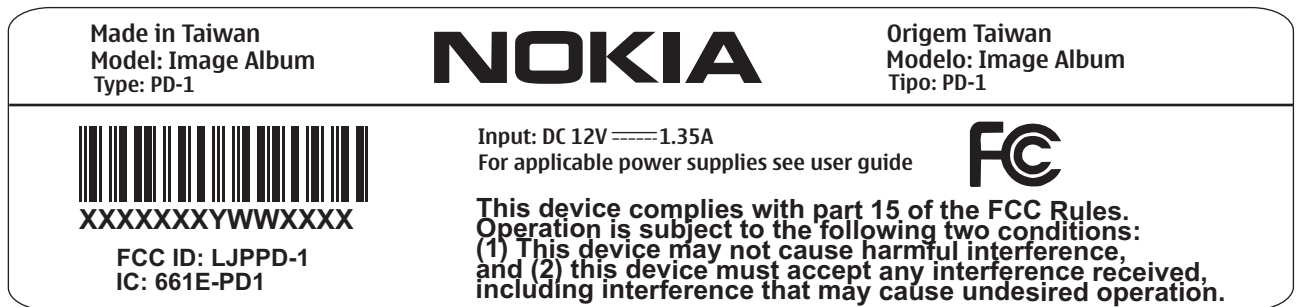 Made in Taiwan
Model: Image Album
Type: PD-1
NOKIA
Origem Taiwan
Modelo: Image Album
Tipo: PD-1
XXXXXXXYWWXXXX
FCC ID: LJPPD-1
IC: 661E-PD1
Input: DC 12V ⎓ 1.35A
For applicable power supplies see user guide
FC
This device complies with part 15 of the FCC Rules.
Operation is subject to the following two conditions:
(1) This device may not cause harmful interference,
and (2) this device must accept any interference received,
including interference that may cause undesired operation.